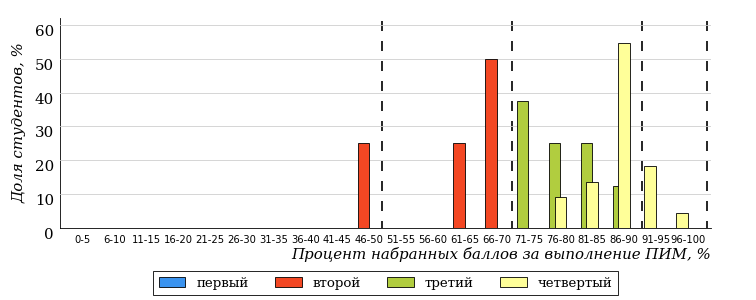 Доля студентов, %
60
50
40
30
20
10
0
0-5 6-10 11-15 16-20 21-25 26-30 31-35 36-40 41-45 46-50 51-55 56-60 61-65 66-70 71-75 76-80 81-85 86-90 91-95 96-100
Процент набранных баллов за выполнение ПИМ, %
первый второй третий четвертый